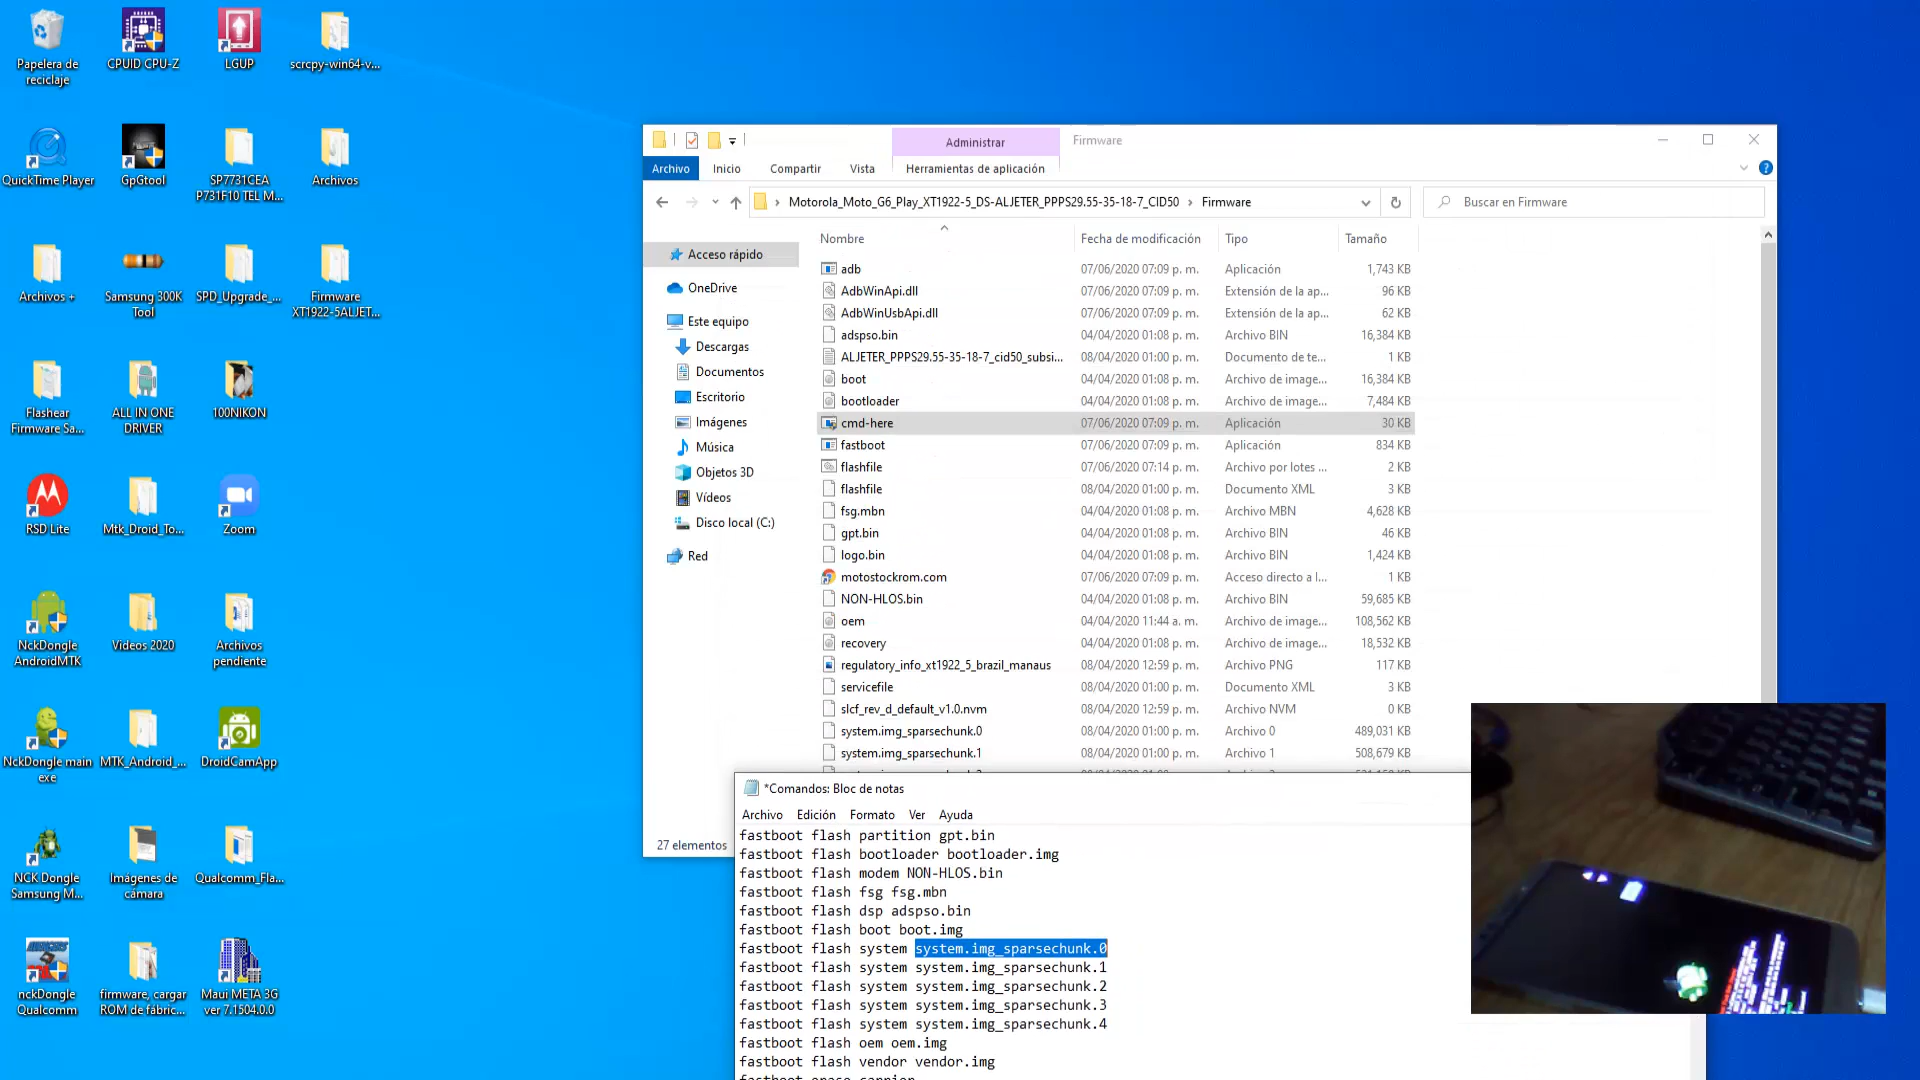 Papelera de
reciclaje
CPUID CPU-Z
LGUP
scrcpy-win64-v...
QuickTime Player
GpGtool
SP7731CEA
P731F10 TEL M...
Archivos
Archivos +
Samsung 300K
Tool
SPD_Upgrade_...
Firmware
XT1922-5ALJET...
Flashear
Firmware Sa...
ALL IN ONE
DRIVER
100NIKON
RSD Lite
Mtk_Droid_To...
Zoom
NckDongle
AndroidMTK
Videos 2020
Archivos
pendiente
NckDongle main
exe
MTK_Android_...
DroidCamApp
NCK Dongle
Samsung M...
Imágenes de
cámara
Qualcomm_Fla...
nckDongle
Qualcomm
firmware, cargar
ROM de fábric...
Maui META 3G
ver 7.1504.0.0
Administrar
Firmware
Archivo
Inicio
Compartir
Vista
Herramientas de aplicación
Motorola_Moto_G6_Play_XT1922-5_DS-ALJETER_PPPS29.55-35-18-7_CID50 › Firmware
Buscar en Firmware
Acceso rápido
OneDrive
Este equipo
Descargas
Documentos
Escritorio
Imágenes
Música
Objetos 3D
Vídeos
Disco local (C:)
Red
Nombre Fecha de modificación Tipo Tamaño
adb 07/06/2020 07:09 p. m. Aplicación 1,743 KB
AdbWinApi.dll 07/06/2020 07:09 p. m. Extensión de la ap... 96 KB
AdbWinUsbApi.dll 07/06/2020 07:09 p. m. Extensión de la ap... 62 KB
adspso.bin 04/04/2020 01:08 p. m. Archivo BIN 16,384 KB
ALJETER_PPPS29.55-35-18-7_cid50_subsi... 08/04/2020 01:00 p. m. Documento de te... 1 KB
boot 04/04/2020 01:08 p. m. Archivo de image... 16,384 KB
bootloader 04/04/2020 01:08 p. m. Archivo de image... 7,484 KB
cmd-here 07/06/2020 07:09 p. m. Aplicación 30 KB
fastboot 07/06/2020 07:09 p. m. Aplicación 834 KB
flashfile 07/06/2020 07:14 p. m. Archivo por lotes ... 2 KB
flashfile 08/04/2020 01:00 p. m. Documento XML 3 KB
fsg.mbn 04/04/2020 01:08 p. m. Archivo MBN 4,628 KB
gpt.bin 04/04/2020 01:08 p. m. Archivo BIN 46 KB
logo.bin 04/04/2020 01:08 p. m. Archivo BIN 1,424 KB
motostockrom.com 07/06/2020 07:09 p. m. Acceso directo a l... 1 KB
NON-HLOS.bin 04/04/2020 01:08 p. m. Archivo BIN 59,685 KB
oem 04/04/2020 11:44 a. m. Archivo de image... 108,562 KB
recovery 04/04/2020 01:08 p. m. Archivo de image... 18,532 KB
regulatory_info_xt1922_5_brazil_manaus 08/04/2020 12:59 p. m. Archivo PNG 117 KB
servicefile 08/04/2020 01:00 p. m. Documento XML 3 KB
slcf_rev_d_default_v1.0.nvm 08/04/2020 12:59 p. m. Archivo NVM 0 KB
system.img_sparsechunk.0 08/04/2020 01:00 p. m. Archivo 0 489,031 KB
system.img_sparsechunk.1 08/04/2020 01:00 p. m. Archivo 1 508,679 KB
27 elementos
*Comandos: Bloc de notas
Archivo Edición Formato Ver Ayuda
fastboot flash partition gpt.bin
fastboot flash bootloader bootloader.img
fastboot flash modem NON-HLOS.bin
fastboot flash fsg fsg.mbn
fastboot flash dsp adspso.bin
fastboot flash boot boot.img
fastboot flash system system.img_sparsechunk.0
fastboot flash system system.img_sparsechunk.1
fastboot flash system system.img_sparsechunk.2
fastboot flash system system.img_sparsechunk.3
fastboot flash system system.img_sparsechunk.4
fastboot flash oem oem.img
fastboot flash vendor vendor.img
fastboot erase carrier